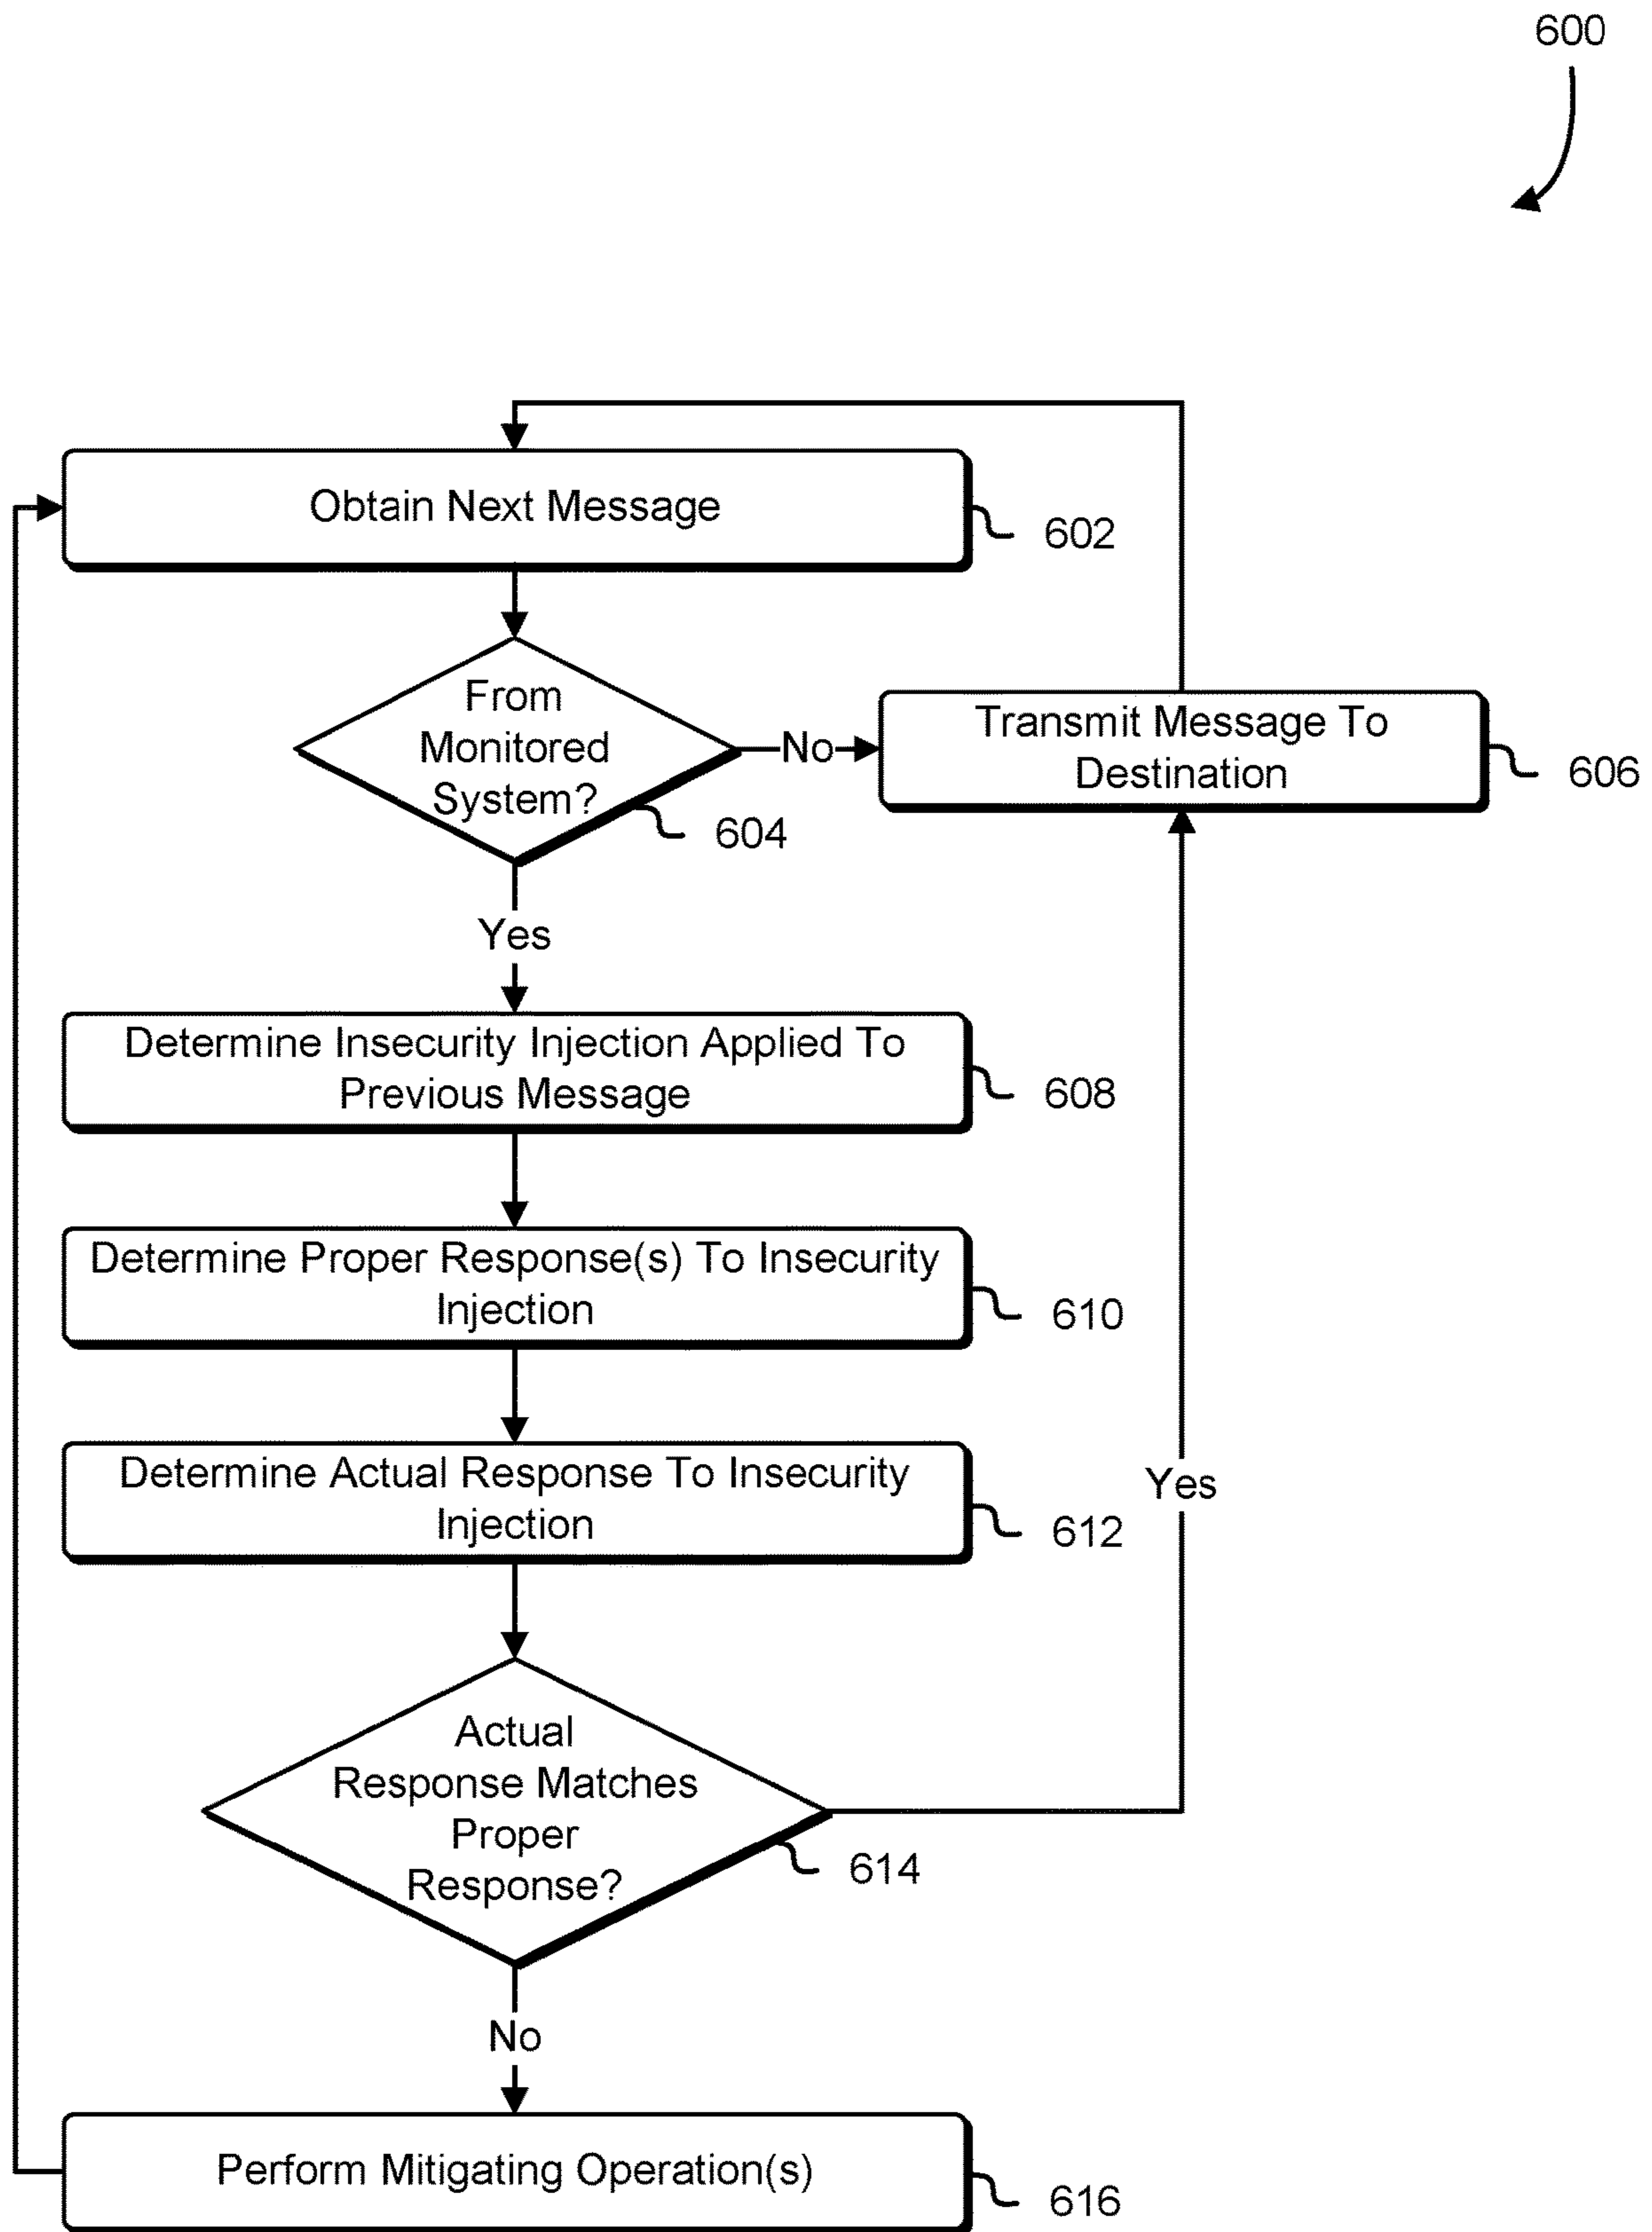 600
Obtain Next Message
602
From
Monitored
System?
604
No
Transmit Message To
Destination
606
Yes
Determine Insecurity Injection Applied To
Previous Message
608
Determine Proper Response(s) To Insecurity
Injection
610
Determine Actual Response To Insecurity
Injection
612
Yes
Actual
Response Matches
Proper
Response?
614
No
Perform Mitigating Operation(s)
616